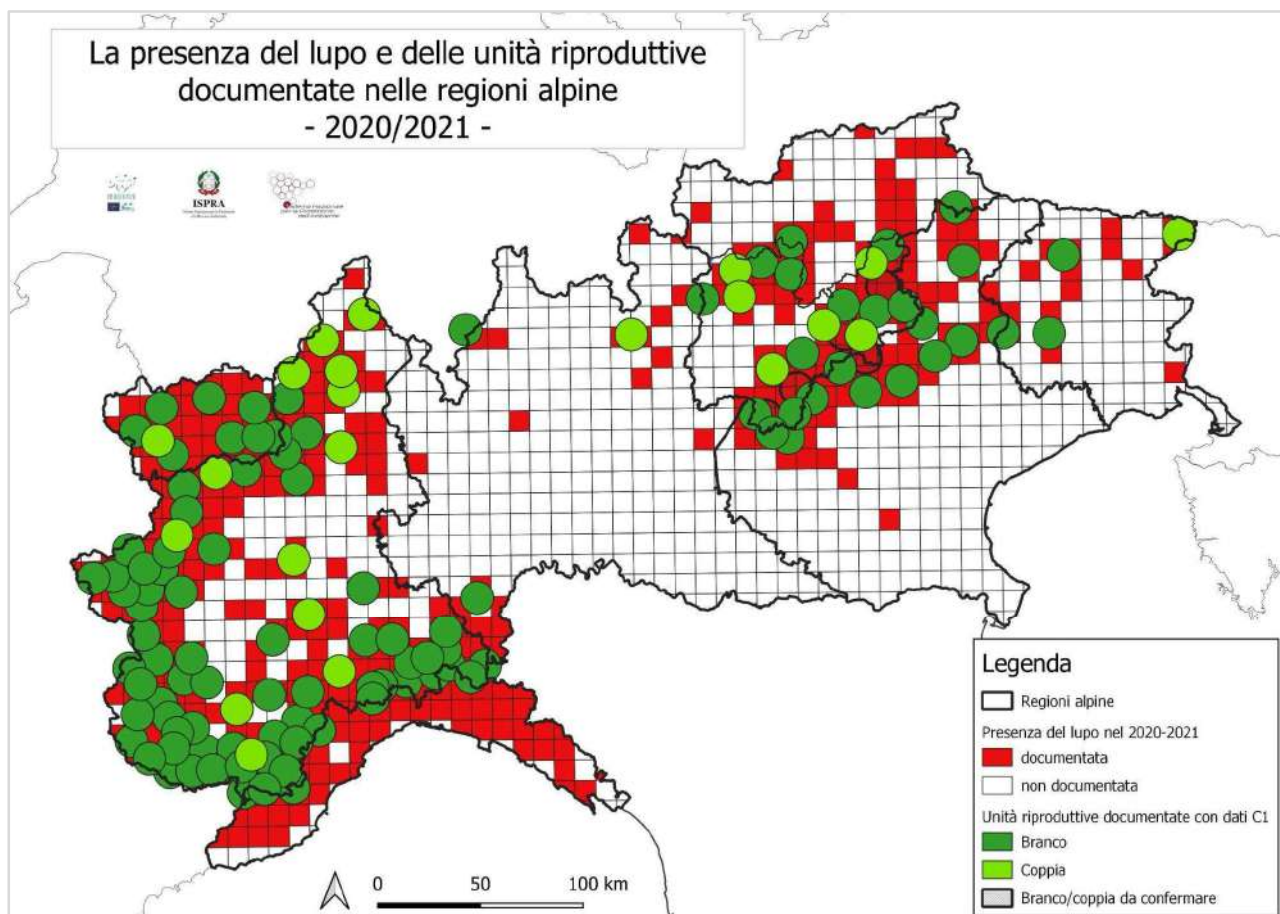 La presenza del lupo e delle unità riproduttive
documentate nelle regioni alpine
- 2020/2021 -
ISPRA
Legenda
Regioni alpine
Presenza del lupo nel 2020-2021
documentata
non documentata
Unità riproduttive documentate con dati C1
Branco
Coppia
Branco/coppia da confermare
0 50 100 km